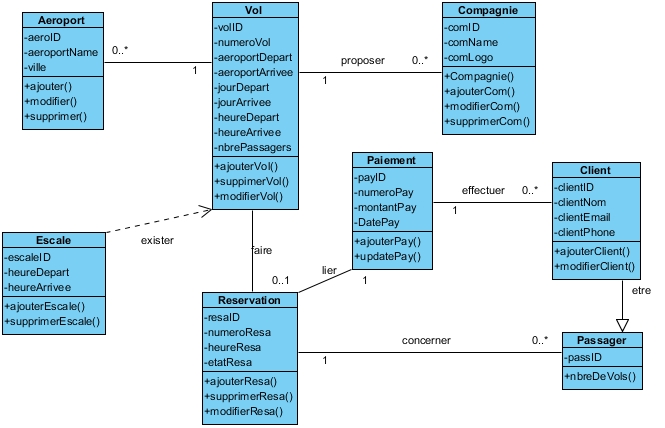 Aeroport
-aeroID
-aeroportName
-ville
+ajouter()
+modifier()
+supprimer()
0..*
1
Vol
-volID
-numeroVol
-aeroportDepart
-aeroportArrivee
-jourDepart
-jourArrivee
-heureDepart
-heureArrivee
-nbrePassagers
+ajouterVol()
+suppimerVol()
+modifierVol()
proposer
1
0..*
Compagnie
-comID
-comName
-comLogo
+Compagnie()
+ajouterCom()
+modifierCom()
+supprimerCom()
Paiement
-payID
-numeroPay
-montantPay
-DatePay
+ajouterPay()
+updatePay()
effectuer
1
0..*
Client
-clientID
-clientNom
-clientEmail
-clientPhone
+ajouterClient()
+modifierClient()
Escale
-escaleID
-heureDepart
-heureArrivee
+ajouterEscale()
+supprimerEscale()
exister
faire
0..1
lier
1
etre
Reservation
-resaID
-numeroResa
-heureResa
-etatResa
+ajouterResa()
+supprimerResa()
+modifierResa()
concerner
1
0..*
Passager
-passID
+nbreDeVols()